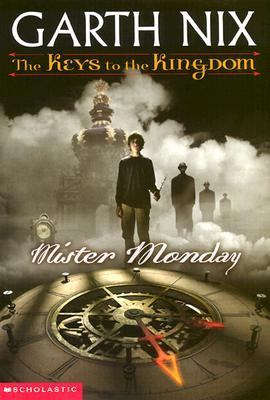 GARTH NIX
The KEYS to the KINGDOM
Mister Monday
SCHOLASTIC